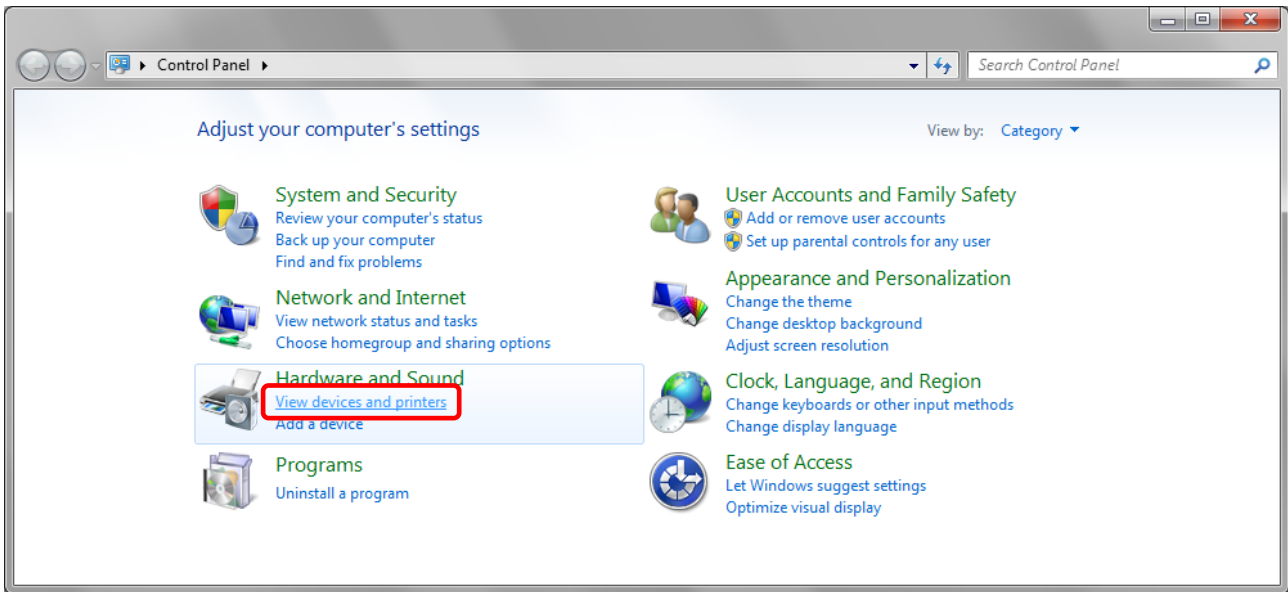 Control Panel
Search Control Panel
Adjust your computer's settings
View by: Category
System and Security
Review your computer's status
Back up your computer
Find and fix problems
Network and Internet
View network status and tasks
Choose homegroup and sharing options
Hardware and Sound
View devices and printers
Add a device
Programs
Uninstall a program
User Accounts and Family Safety
Add or remove user accounts
Set up parental controls for any user
Appearance and Personalization
Change the theme
Change desktop background
Adjust screen resolution
Clock, Language, and Region
Change keyboards or other input methods
Change display language
Ease of Access
Let Windows suggest settings
Optimize visual display